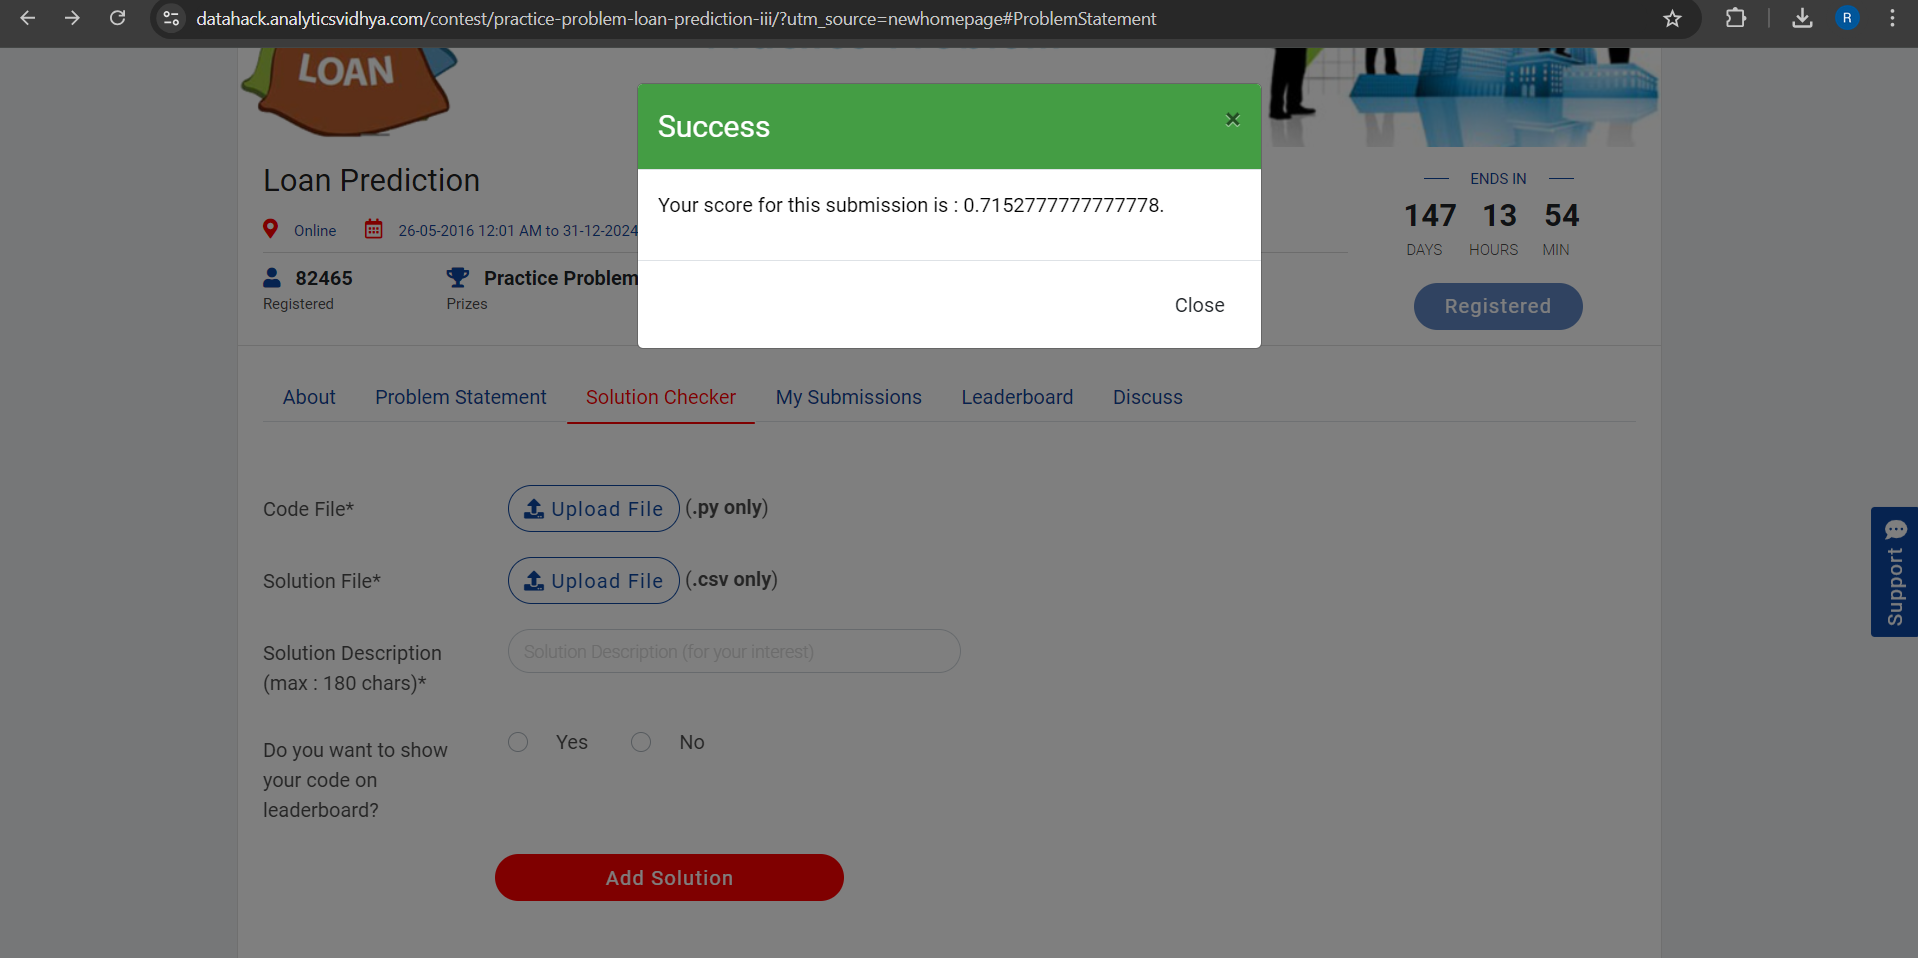 datahack.analyticsvidhya.com/contest/practice-problem-loan-prediction-iii/?utm_source=newhomepage#ProblemStatement
R
LOAN
Success
×
Your score for this submission is : 0.7152777777777778.
Close
Loan Prediction
Online
26-05-2016 12:01 AM to 31-12-2024
82465
Registered
Practice Problem
Prizes
ENDS IN
147 13 54
DAYS HOURS MIN
Registered
About Problem Statement Solution Checker My Submissions Leaderboard Discuss
Code File* Upload File (.py only)
Solution File* Upload File (.csv only)
Solution Description
(max : 180 chars)*
Solution Description (for your interest)
Do you want to show
your code on
leaderboard?
Yes No
Add Solution
Support